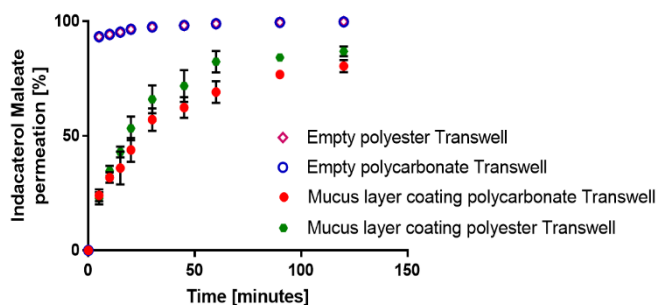 100
50
0
0
50
100
150
Indacaterol Maleate
permeation [%]
Time [minutes]
Empty polyester Transwell
Empty polycarbonate Transwell
Mucus layer coating polycarbonate Transwell
Mucus layer coating polyester Transwell